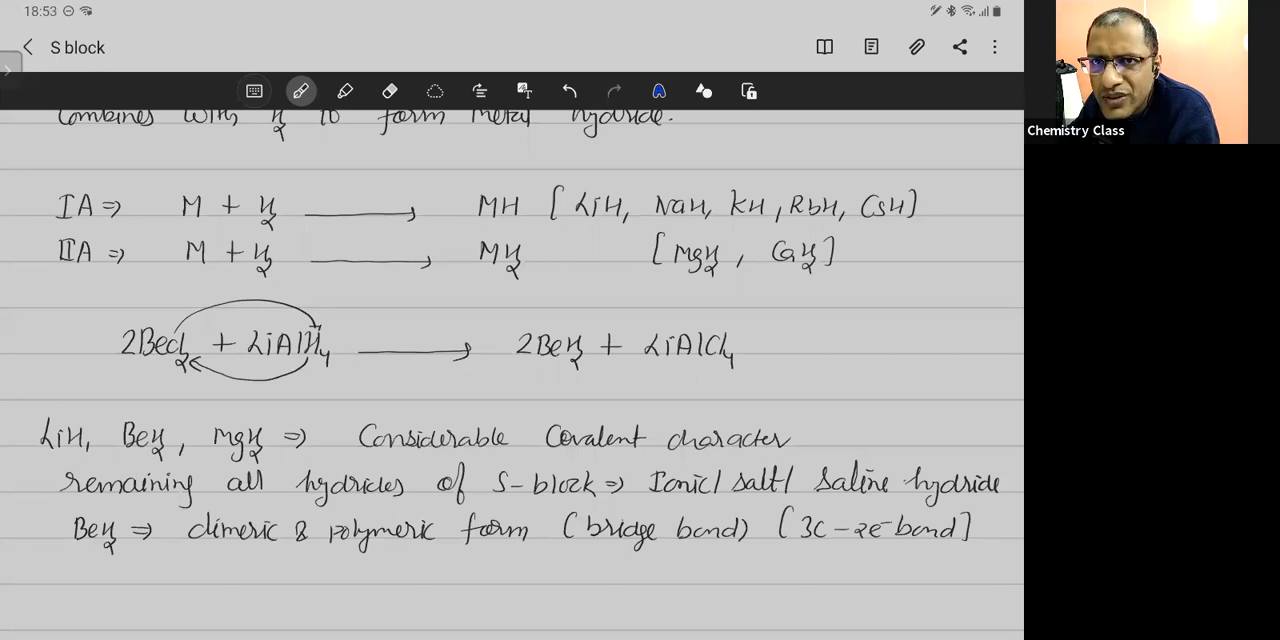 18:53
S block
Combines with H2 to form Metal hydride.
IA => M + H2 ⟶ MH [LiH, NaH, KH, RbH, CsH]
IIA => M + H2 ⟶ MH2 [MgH2, CaH2]
2BeCl2 + LiAlH4 ⟶ 2BeH2 + LiAlCl4
LiH, BeH2, MgH2 => Considerable Covalent character
remaining all hydrides of S-block => Ionic/ salt/ Saline hydride
BeH2 => dimeric & polymeric form (bridge bond) [3C-2e⁻ bond]
Chemistry Class